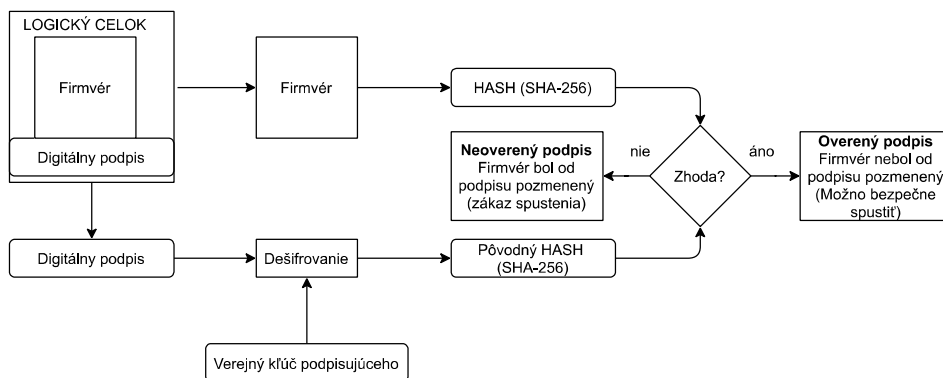 LOGICKÝ CELOK
Firmvér
Digitálny podpis
Firmvér
HASH (SHA-256)
Neoverený podpis
Firmvér bol od
podpisu pozmenený
(zákaz spustenia)
nie
Zhoda?
áno
Overený podpis
Firmvér nebol od
podpisu pozmenený
(Možno bezpečne
spustiť)
Digitálny podpis
Dešifrovanie
Pôvodný HASH
(SHA-256)
Verejný kľúč podpisujúceho